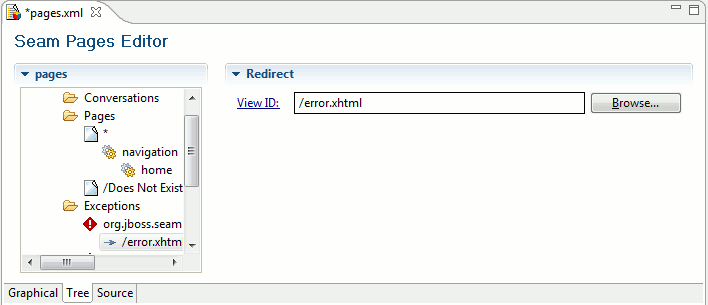 *pages.xml
Seam Pages Editor
pages
Conversations
Pages
*
navigation
home
/Does Not Exist
Exceptions
org.jboss.seam
/error.xhtm
Redirect
View ID: /error.xhtml Browse...
Graphical Tree Source